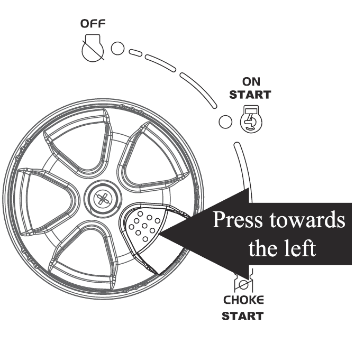 OFF
ON
START
Press towards
the left
CHOKE
START